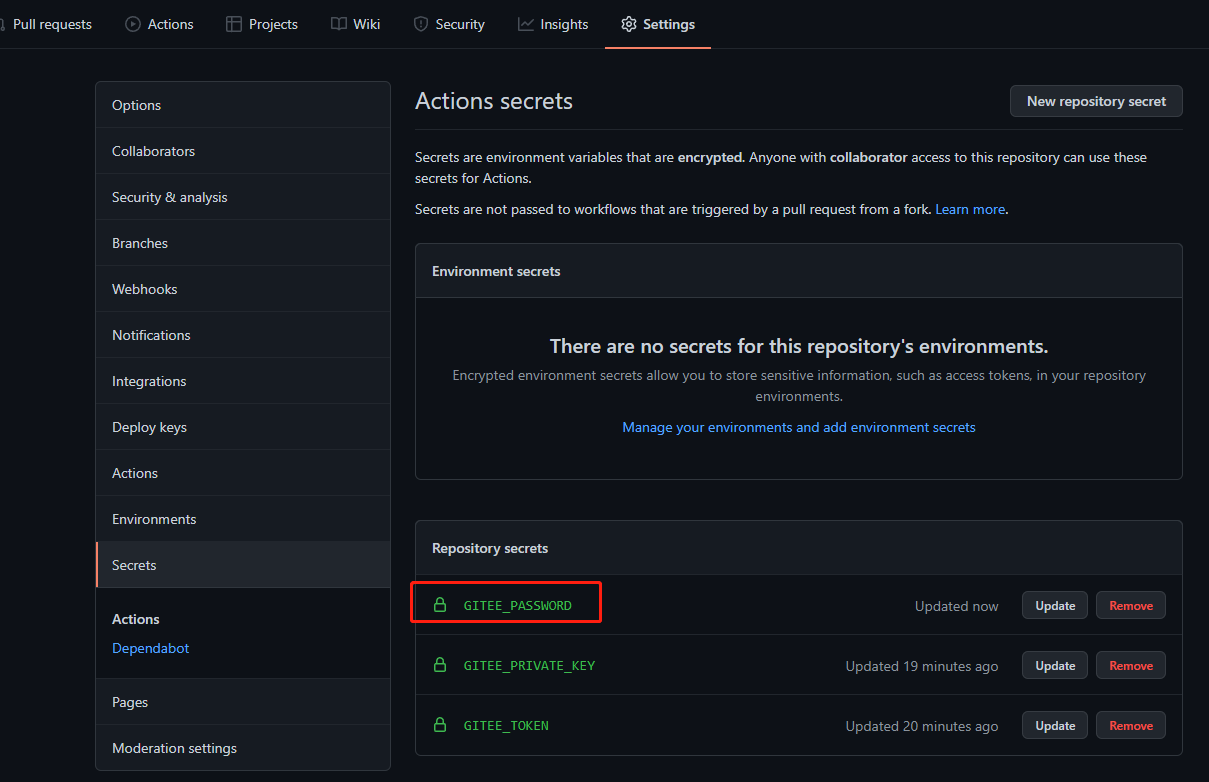 Pull requests
Actions
Projects
Wiki
Security
Insights
Settings
Options
Collaborators
Security & analysis
Branches
Webhooks
Notifications
Integrations
Deploy keys
Actions
Environments
Secrets
Actions
Dependabot
Pages
Moderation settings
Actions secrets
New repository secret
Secrets are environment variables that are encrypted. Anyone with collaborator access to this repository can use these
secrets for Actions.
Secrets are not passed to workflows that are triggered by a pull request from a fork. Learn more.
Environment secrets
There are no secrets for this repository's environments.
Encrypted environment secrets allow you to store sensitive information, such as access tokens, in your repository
environments.
Manage your environments and add environment secrets
Repository secrets
GITEE_PASSWORD Updated now Update Remove
GITEE_PRIVATE_KEY Updated 19 minutes ago Update Remove
GITEE_TOKEN Updated 20 minutes ago Update Remove